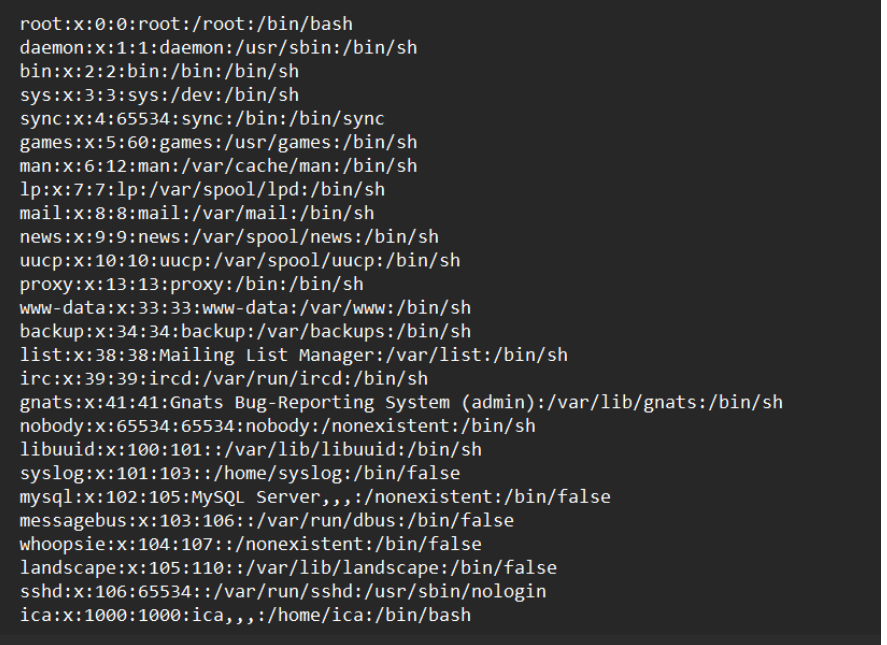 root:x:0:0:root:/root:/bin/bash
daemon:x:1:1:daemon:/usr/sbin:/bin/sh
bin:x:2:2:bin:/bin:/bin/sh
sys:x:3:3:sys:/dev:/bin/sh
sync:x:4:65534:sync:/bin:/bin/sync
games:x:5:60:games:/usr/games:/bin/sh
man:x:6:12:man:/var/cache/man:/bin/sh
lp:x:7:7:lp:/var/spool/lpd:/bin/sh
mail:x:8:8:mail:/var/mail:/bin/sh
news:x:9:9:news:/var/spool/news:/bin/sh
uucp:x:10:10:uucp:/var/spool/uucp:/bin/sh
proxy:x:13:13:proxy:/bin:/bin/sh
www-data:x:33:33:www-data:/var/www:/bin/sh
backup:x:34:34:backup:/var/backups:/bin/sh
list:x:38:38:Mailing List Manager:/var/list:/bin/sh
irc:x:39:39:ircd:/var/run/ircd:/bin/sh
gnats:x:41:41:Gnats Bug-Reporting System (admin):/var/lib/gnats:/bin/sh
nobody:x:65534:65534:nobody:/nonexistent:/bin/sh
libuuid:x:100:101::/var/lib/libuuid:/bin/sh
syslog:x:101:103::/home/syslog:/bin/false
mysql:x:102:105:MySQL Server,,,:/nonexistent:/bin/false
messagebus:x:103:106::/var/run/dbus:/bin/false
whoopsie:x:104:107::/nonexistent:/bin/false
landscape:x:105:110::/var/lib/landscape:/bin/false
sshd:x:106:65534::/var/run/sshd:/usr/sbin/nologin
ica:x:1000:1000:ica,,,:/home/ica:/bin/bash